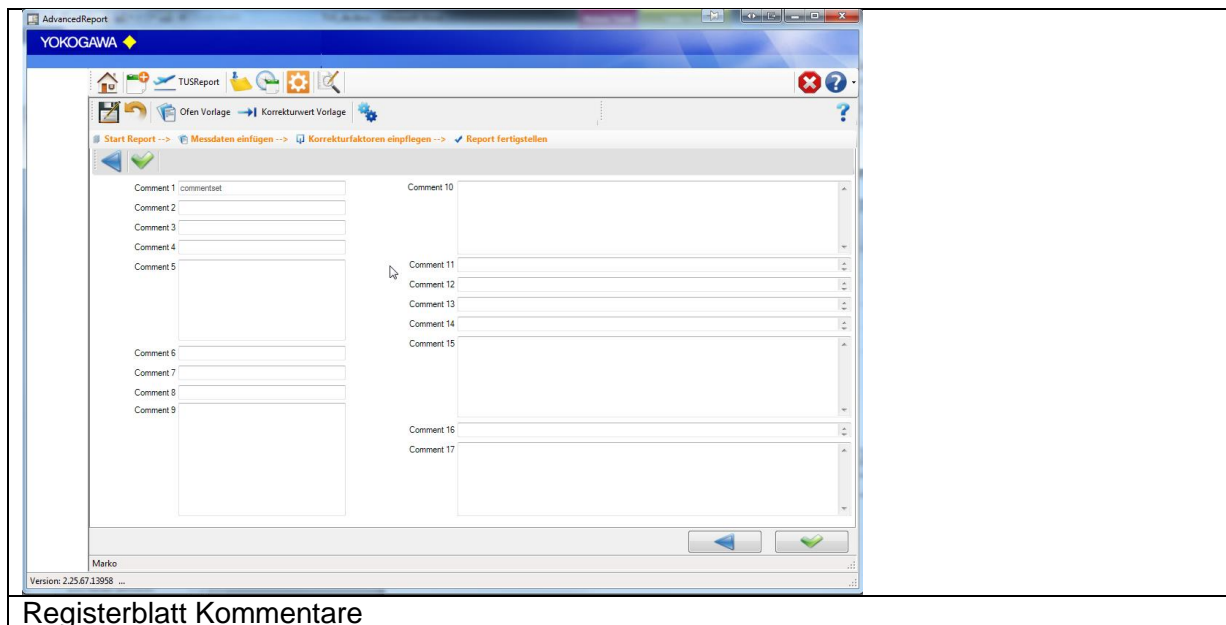 AdvancedReport
YOKOGAWA
TUSReport
Ofen Vorlage Korrekturwert Vorlage ?
Start Report --> Messdaten einfügen --> Korrekturfaktoren einpflegen --> Report fertigstellen
Comment 1 commentset
Comment 2
Comment 3
Comment 4
Comment 5
Comment 6
Comment 7
Comment 8
Comment 9
Comment 10
Comment 11
Comment 12
Comment 13
Comment 14
Comment 15
Comment 16
Comment 17
Marko
Version: 2.25.67.13958 ...
Registerblatt Kommentare